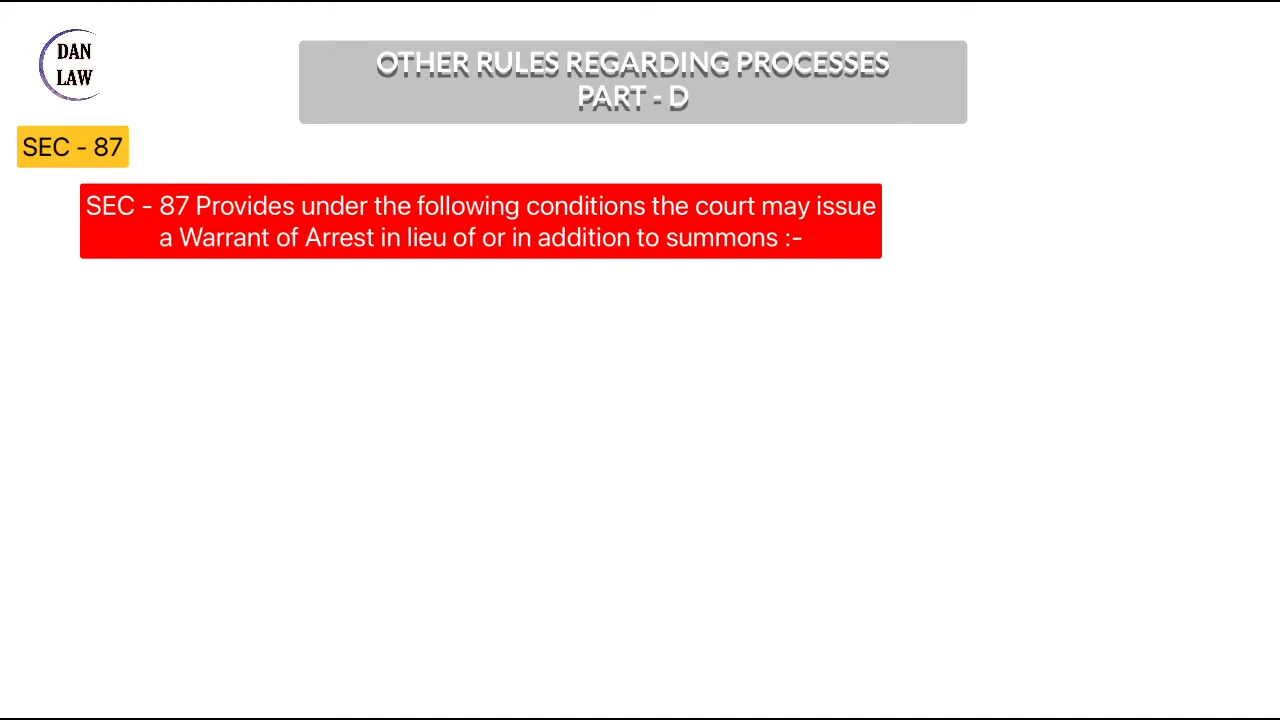 DAN
LAW
OTHER RULES REGARDING PROCESSES
PART - D
SEC - 87
SEC - 87 Provides under the following conditions the court may issue
a Warrant of Arrest in lieu of or in addition to summons :-